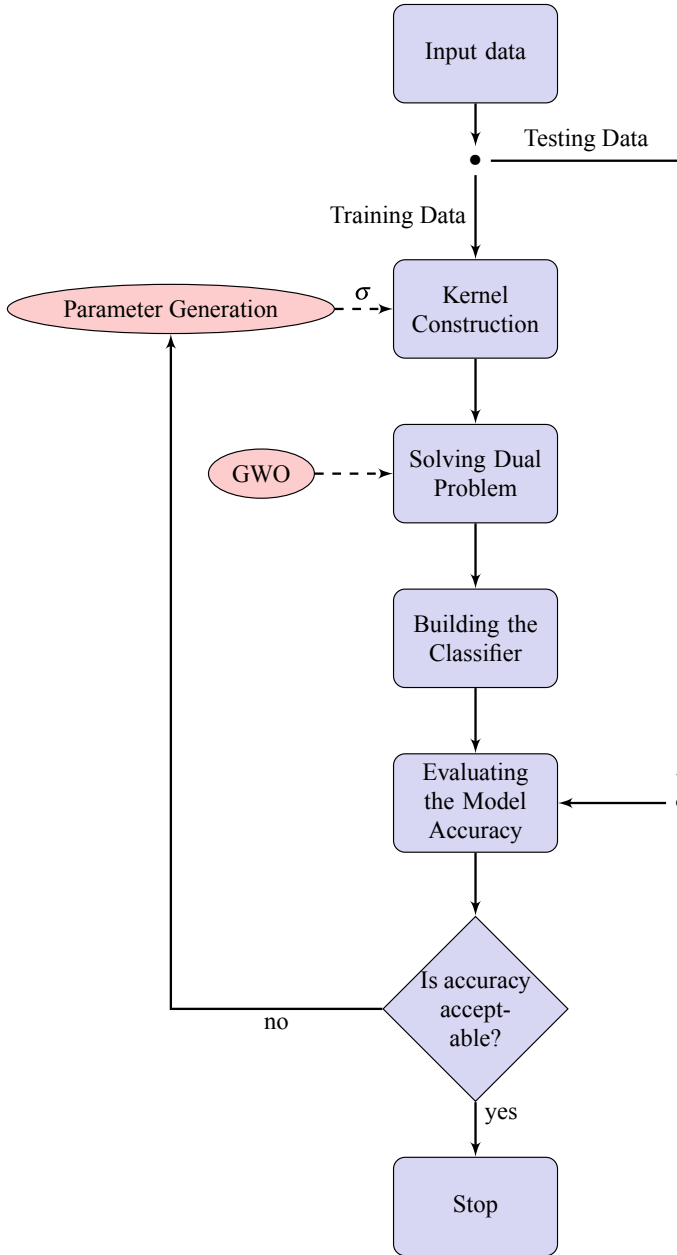 Input data
Testing Data
Training Data
Parameter Generation
σ
Kernel
Construction
GWO
Solving Dual
Problem
Building the
Classifier
Evaluating
the Model
Accuracy
Is accuracy
accept-
able?
no
yes
Stop